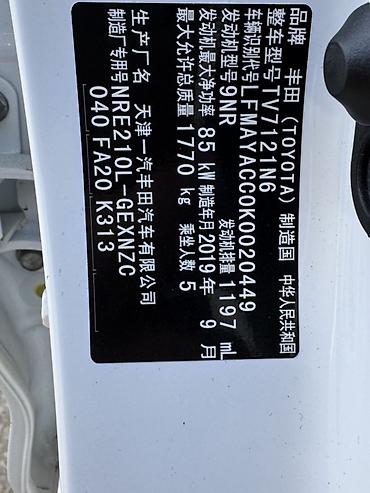 品牌 丰田 (TOYOTA) 制造国 中华人民共和国
整车型号 TV7121N6
车辆识别代号 LFMAYACC0K0020449
发动机型号 9NR 发动机排量 1197 mL
发动机最大净功率 85 kW 制造年月 2019年 9月
最大允许总质量 1770 kg 乘坐人数 5
生产厂名 天津一汽丰田汽车有限公司
制造厂专用号 NRE210L-GEXNZC
040 FA20 K313